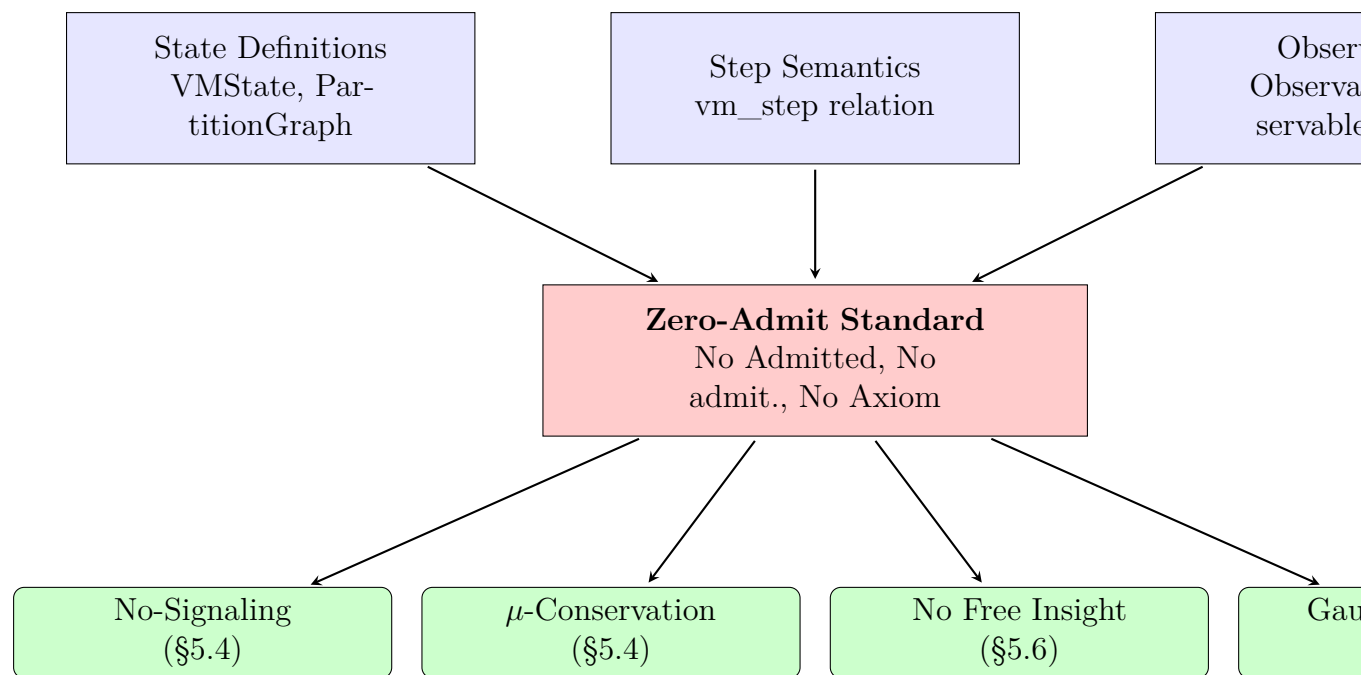 State Definitions
VMState, Par-
titionGraph
Step Semantics
vm_step relation
Zero-Admit Standard
No Admitted, No
admit., No Axiom
No-Signaling
(§5.4)
μ-Conservation
(§5.4)
No Free Insight
(§5.6)